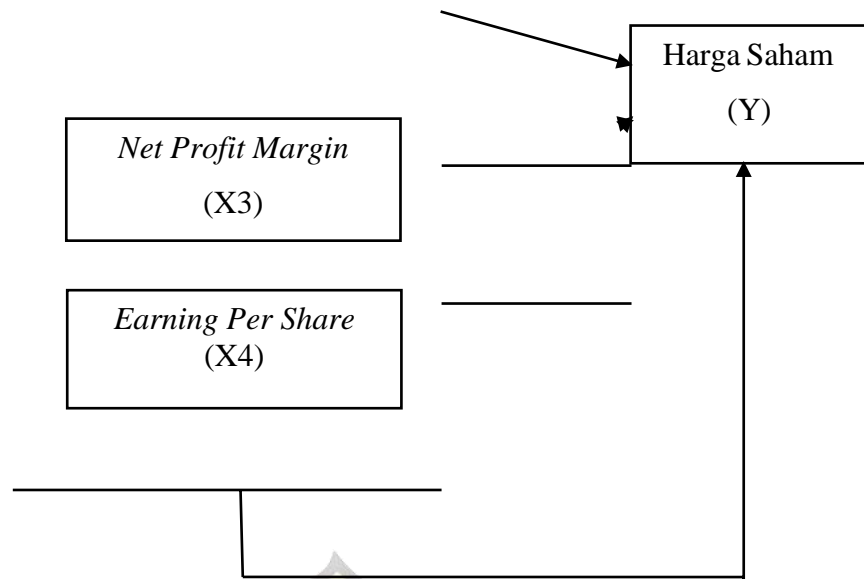 Harga Saham
(Y)
Net Profit Margin
(X3)
Earning Per Share
(X4)